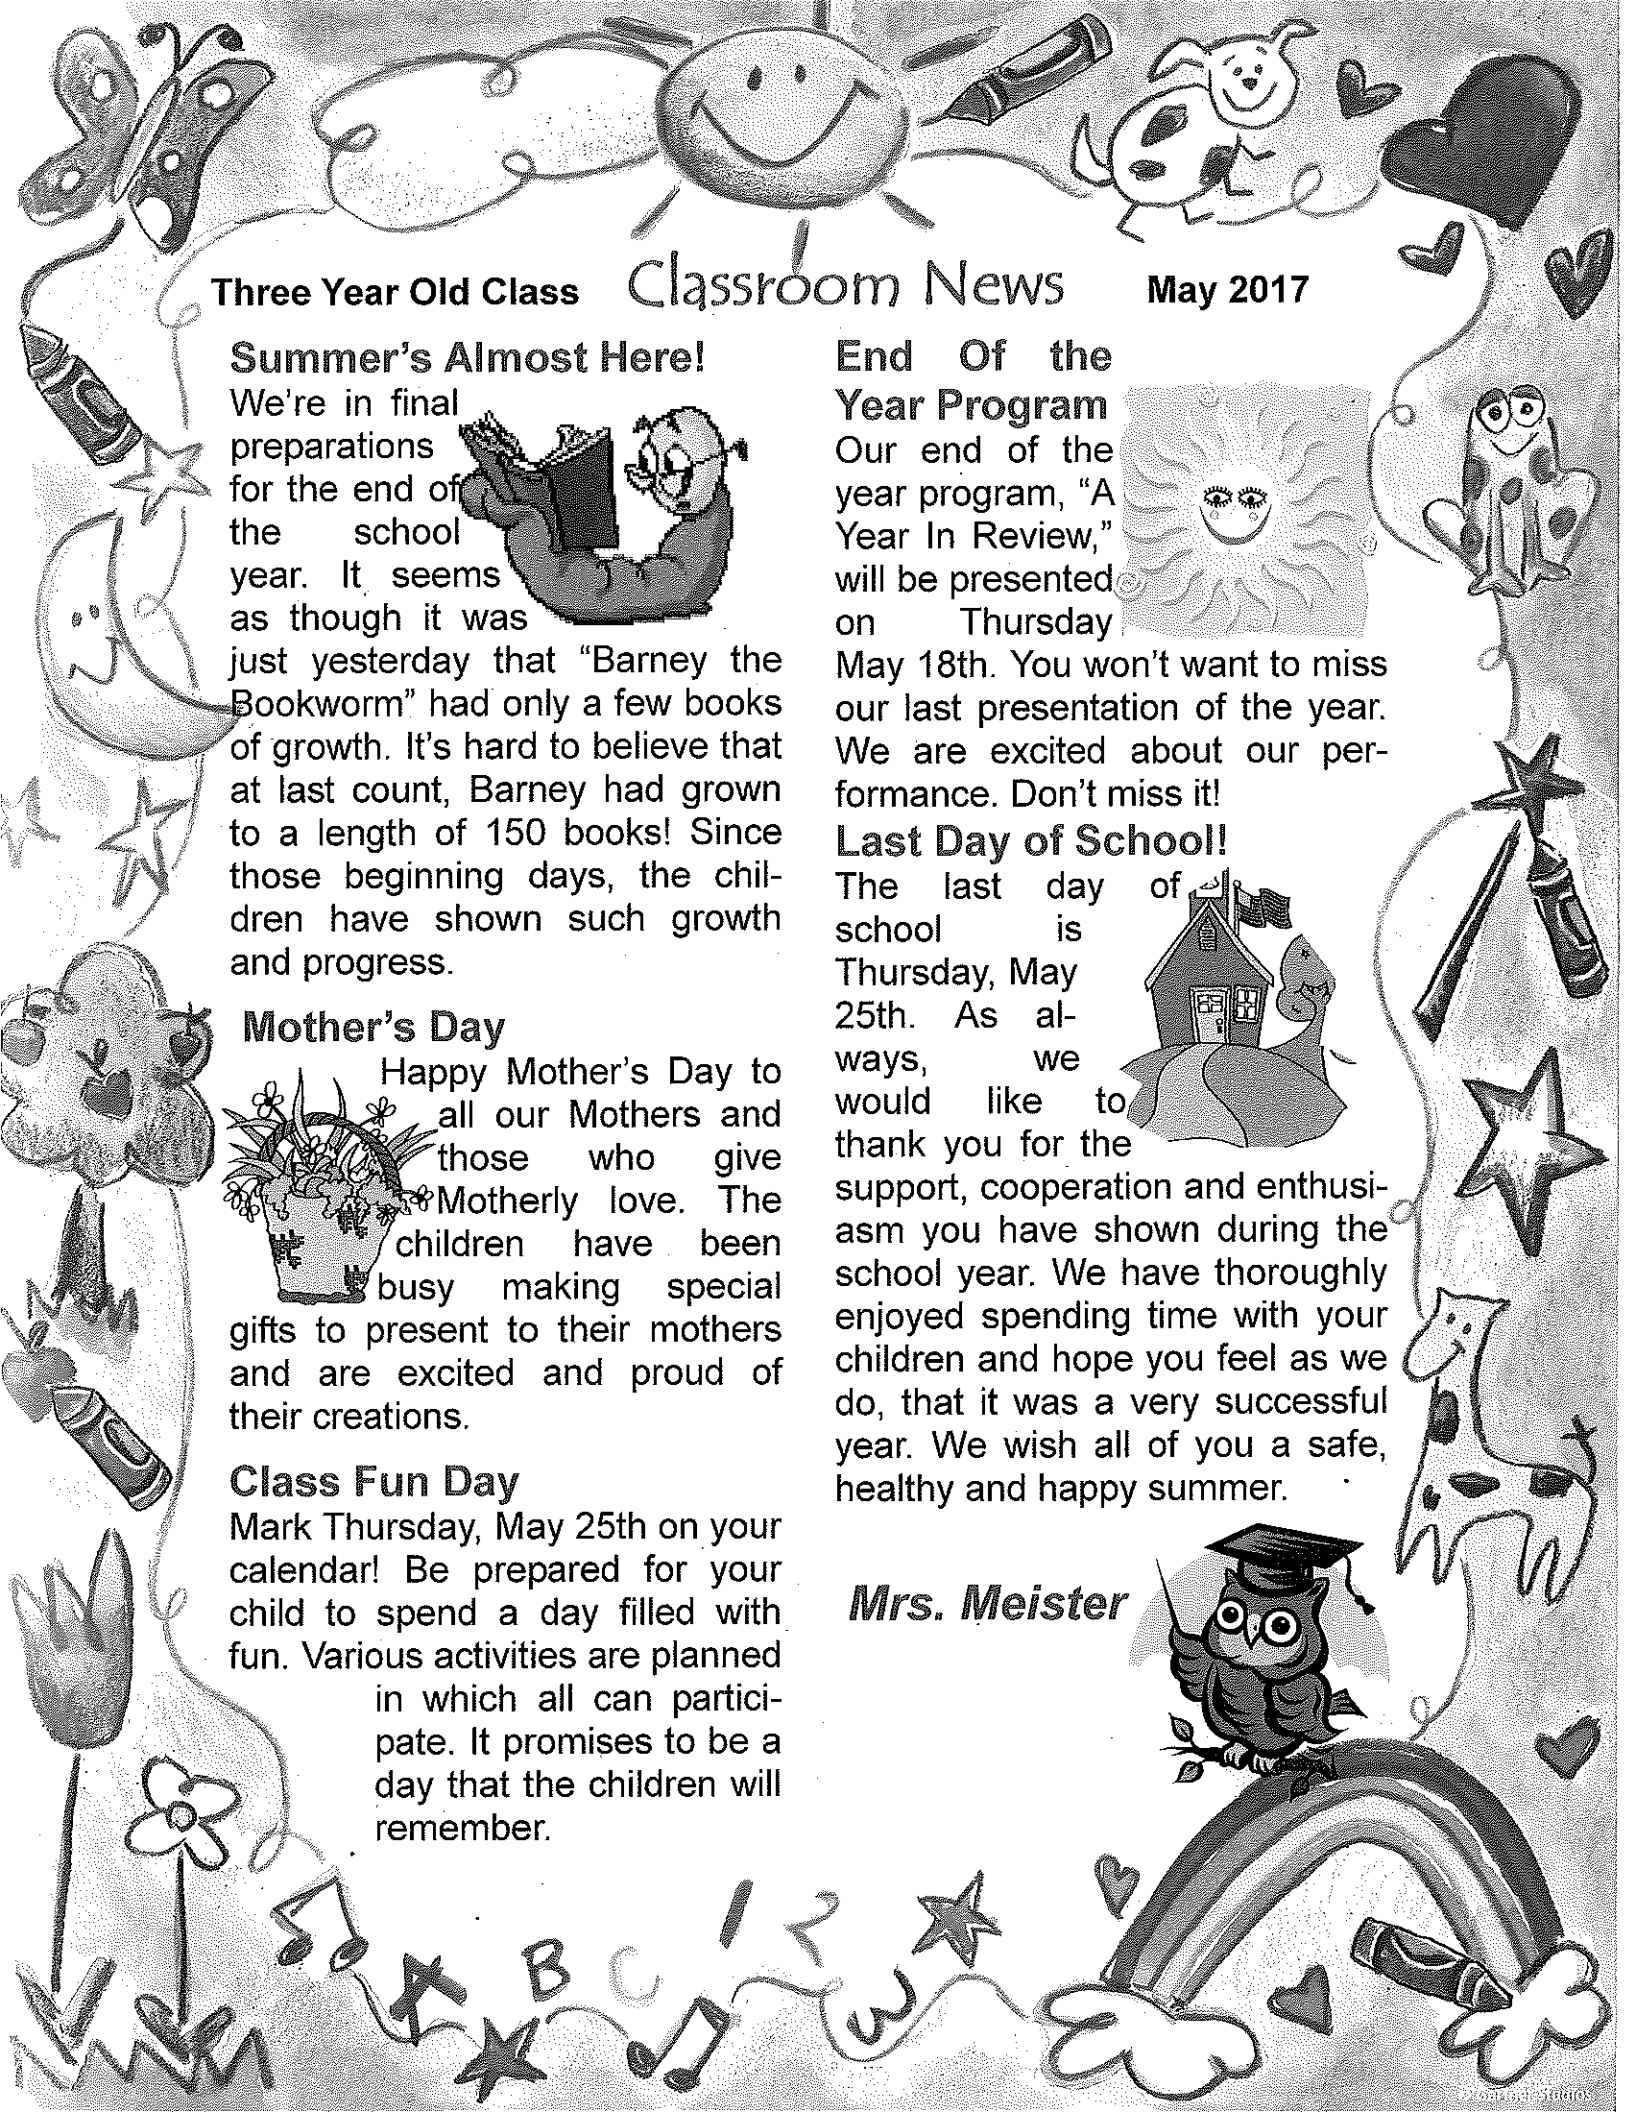 Three Year Old Class Classroom News May 2017
Summer's Almost Here!
We're in final
preparations
for the end of
the school
year. It seems
as though it was
just yesterday that “Barney the
Bookworm” had only a few books
of growth. It's hard to believe that
at last count, Barney had grown
to a length of 150 books! Since
those beginning days, the chil-
dren have shown such growth
and progress.
Mother's Day
Happy Mother's Day to
all our Mothers and
those who give
Motherly love. The
children have been
busy making special
gifts to present to their mothers
and are excited and proud of
their creations.
Class Fun Day
Mark Thursday, May 25th on your
calendar! Be prepared for your
child to spend a day filled with
fun. Various activities are planned
in which all can partici-
pate. It promises to be a
day that the children will
remember.
End Of the
Year Program
Our end of the
year program, “A
Year In Review,”
will be presented
on Thursday
May 18th. You won't want to miss
our last presentation of the year.
We are excited about our per-
formance. Don't miss it!
Last Day of School!
The last day of
school is
Thursday, May
25th. As al-
ways, we
would like to
thank you for the
support, cooperation and enthusi-
asm you have shown during the
school year. We have thoroughly
enjoyed spending time with your
children and hope you feel as we
do, that it was a very successful
year. We wish all of you a safe,
healthy and happy summer.
Mrs. Meister
A B C 1 2 3
Studios